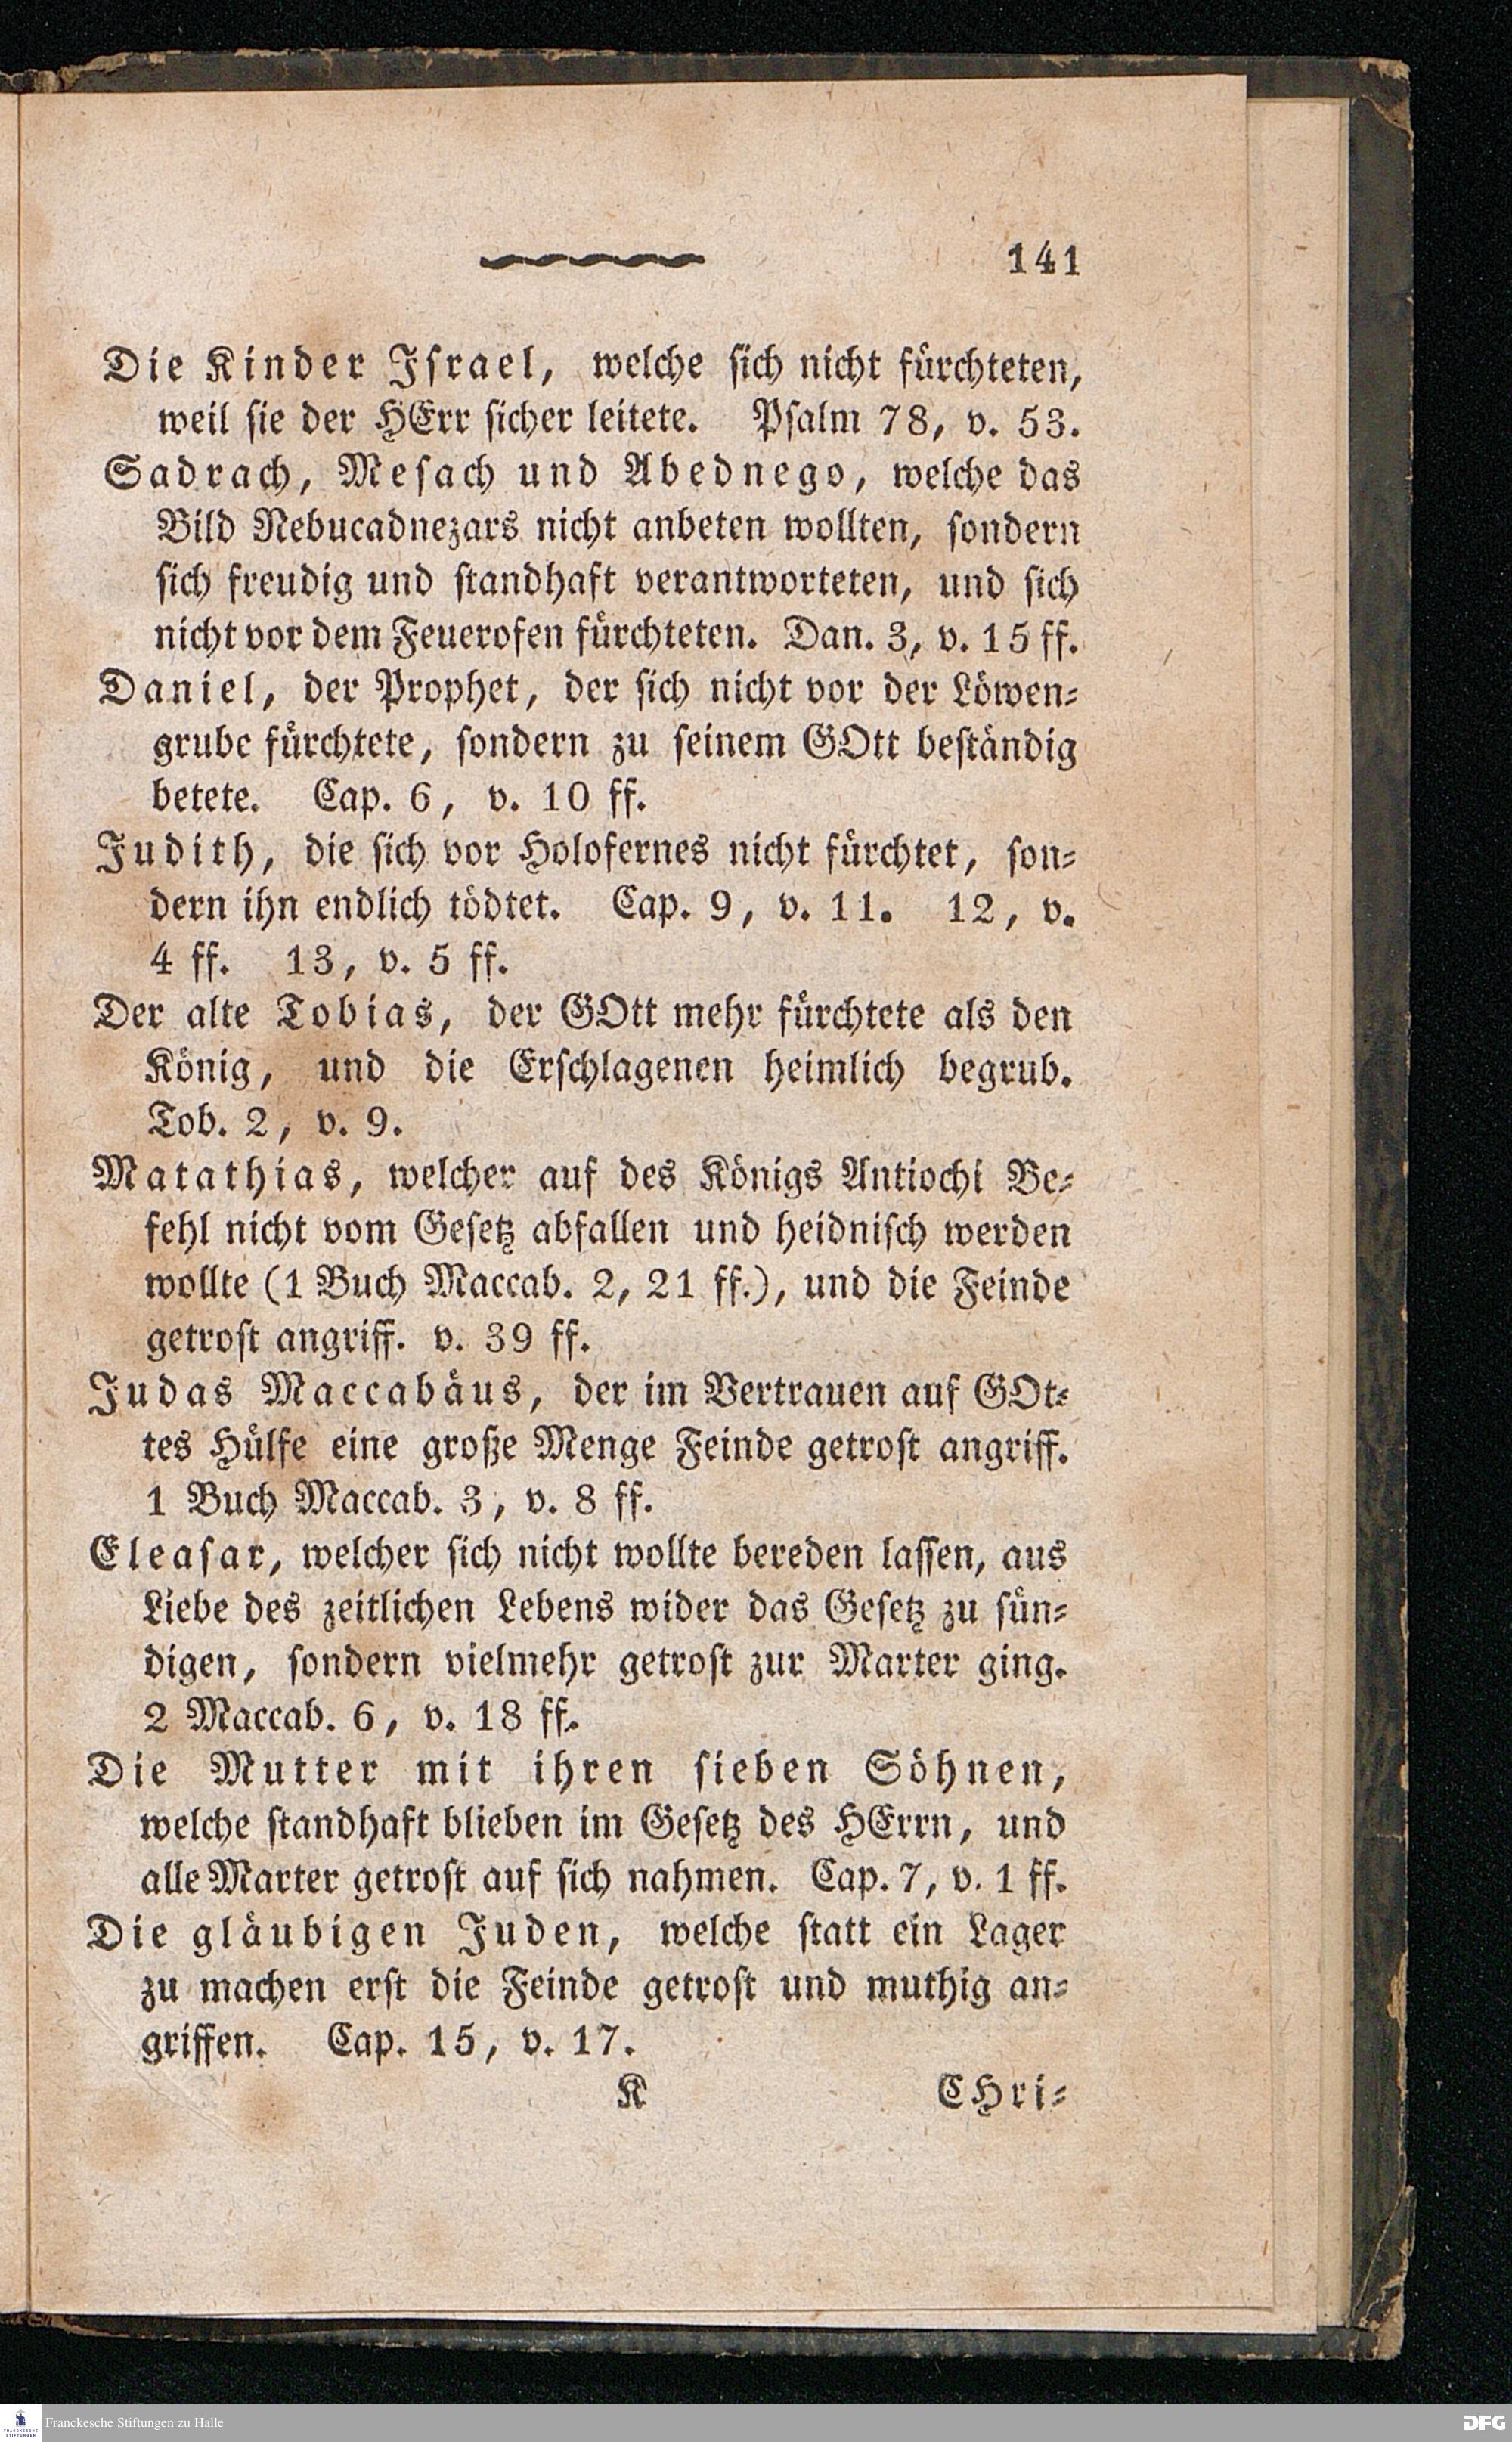 141
Die Kinder Iſrael, welche ſich nicht fürchteten,
weil ſie der HErr ſicher leitete. Pſalm 78, v. 53.
Sadrach, Meſach und Abednego, welche das
Bild Nebucadnezars nicht anbeten wollten, ſondern
ſich freudig und ſtandhaft verantworteten, und ſich
nicht vor dem Feuerofen fürchteten. Dan. 3, v. 15 ff.
Daniel, der Prophet, der ſich nicht vor der Löwen⸗
grube fürchtete, ſondern zu ſeinem GOtt beſtändig
betete. Cap. 6, v. 10 ff.
Judith, die ſich vor Holofernes nicht fürchtet, ſon⸗
dern ihn endlich tödtet. Cap. 9, v. 11. 12, v.
4 ff. 13, v. 5 ff.
Der alte Tobias, der GOtt mehr fürchtete als den
König, und die Erſchlagenen heimlich begrub.
Tob. 2, v. 9.
Matathias, welcher auf des Königs Antiochi Be⸗
fehl nicht vom Geſetz abfallen und heidniſch werden
wollte (1 Buch Maccab. 2, 21 ff.), und die Feinde
getroſt angriff. v. 39 ff.
Judas Maccabäus, der im Vertrauen auf GOt⸗
tes Hülfe eine große Menge Feinde getroſt angriff.
1 Buch Maccab. 3, v. 8 ff.
Eleaſar, welcher ſich nicht wollte bereden laſſen, aus
Liebe des zeitlichen Lebens wider das Geſetz zu ſün⸗
digen, ſondern vielmehr getroſt zur Marter ging.
2 Maccab. 6, v. 18 ff.
Die Mutter mit ihren ſieben Söhnen,
welche ſtandhaft blieben im Geſetz des HErrn, und
alle Marter getroſt auf ſich nahmen. Cap. 7, v. 1 ff.
Die gläubigen Juden, welche ſtatt ein Lager
zu machen erſt die Feinde getroſt und muthig an⸗
griffen. Cap. 15, v. 17.
K CHri⸗
FRANCKESCHE STIFTUNGEN
Franckesche Stiftungen zu Halle
DFG